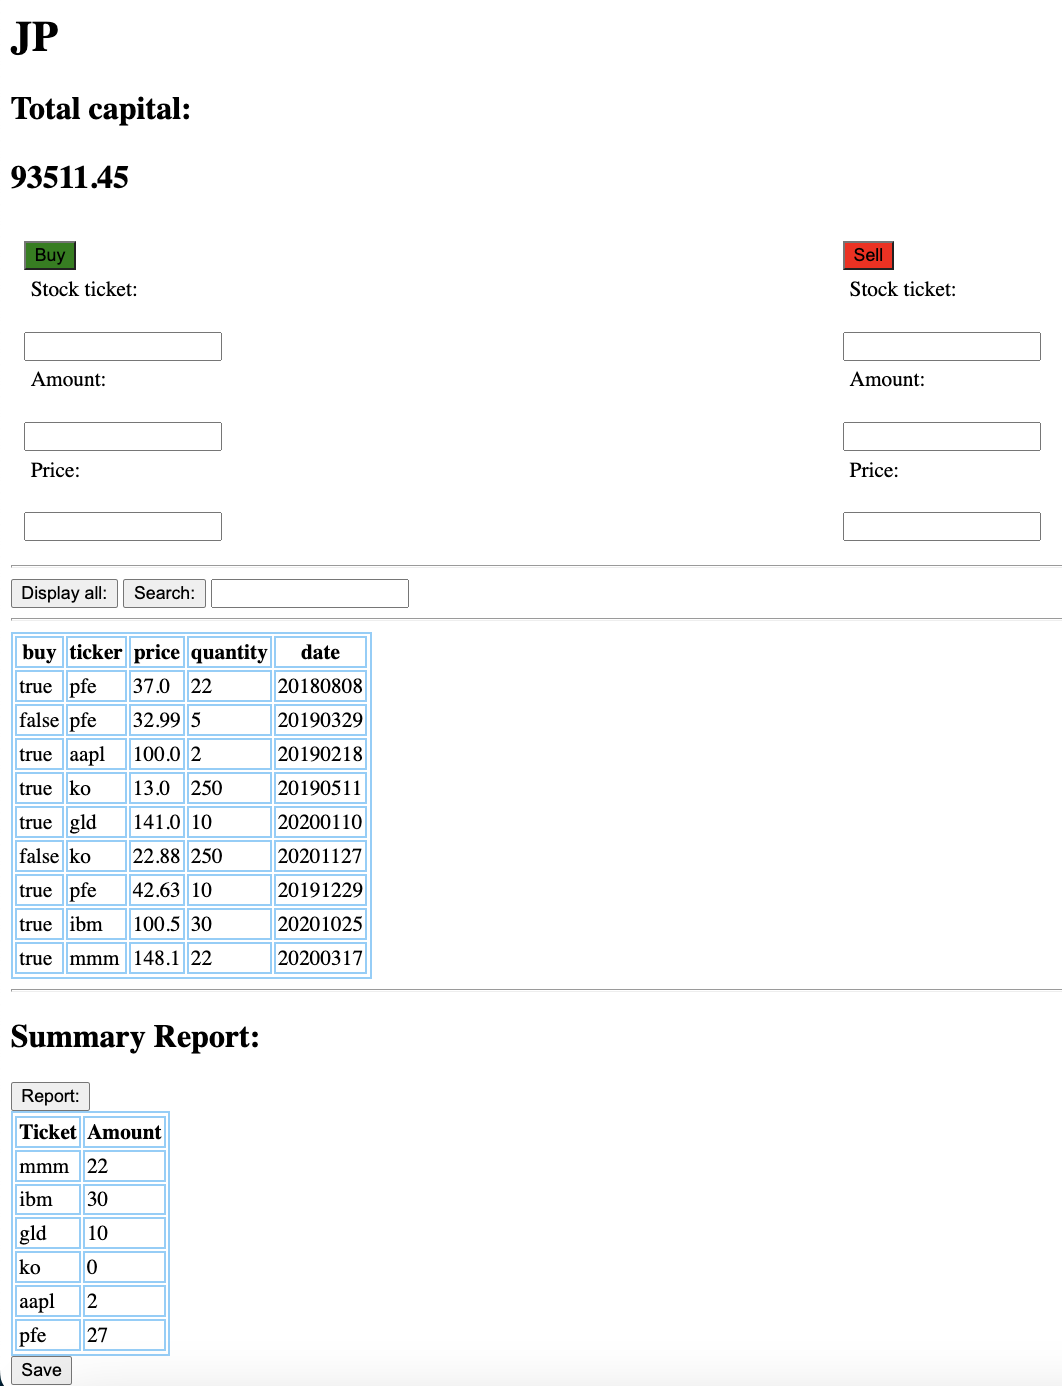 JP
Total capital:
93511.45
Buy Sell
Stock ticket: Stock ticket:
Amount: Amount:
Price: Price:
Display all: Search:
buy ticker price quantity date
true pfe 37.0 22 20180808
false pfe 32.99 5 20190329
true aapl 100.0 2 20190218
true ko 13.0 250 20190511
true gld 141.0 10 20200110
false ko 22.88 250 20201127
true pfe 42.63 10 20191229
true ibm 100.5 30 20201025
true mmm 148.1 22 20200317
Summary Report:
Report:
Ticket Amount
mmm 22
ibm 30
gld 10
ko 0
aapl 2
pfe 27
Save